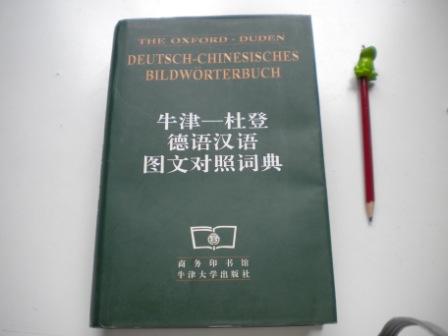 THE OXFORD - DUDEN
DEUTSCH-CHINESISCHES
BILDWÖRTERBUCH
牛津—杜登
德语汉语
图文对照词典
商务印书馆
牛津大学出版社